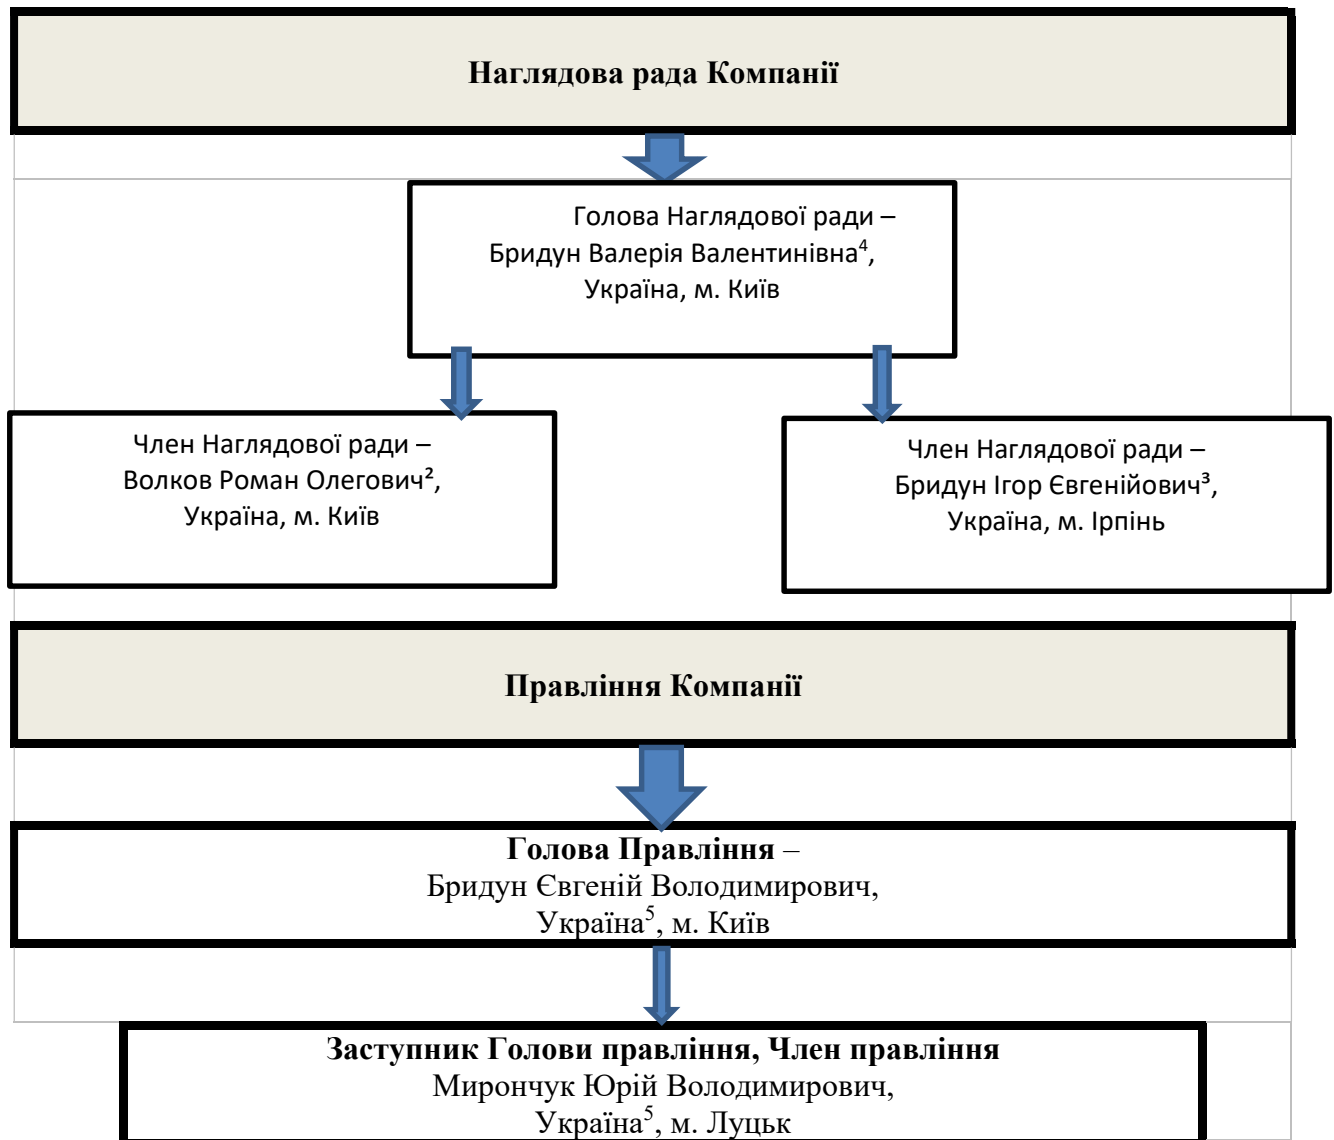 Наглядова рада Компанії
Голова Наглядової ради –
Бридун Валерія Валентинівна⁴,
Україна, м. Київ
Член Наглядової ради –
Волков Роман Олегович²,
Україна, м. Київ
Член Наглядової ради –
Бридун Ігор Євгенійович³,
Україна, м. Ірпінь
Правління Компанії
Голова Правління –
Бридун Євгеній Володимирович,
Україна⁵, м. Київ
Заступник Голови правління, Член правління
Мирончук Юрій Володимирович,
Україна⁵, м. Луцьк